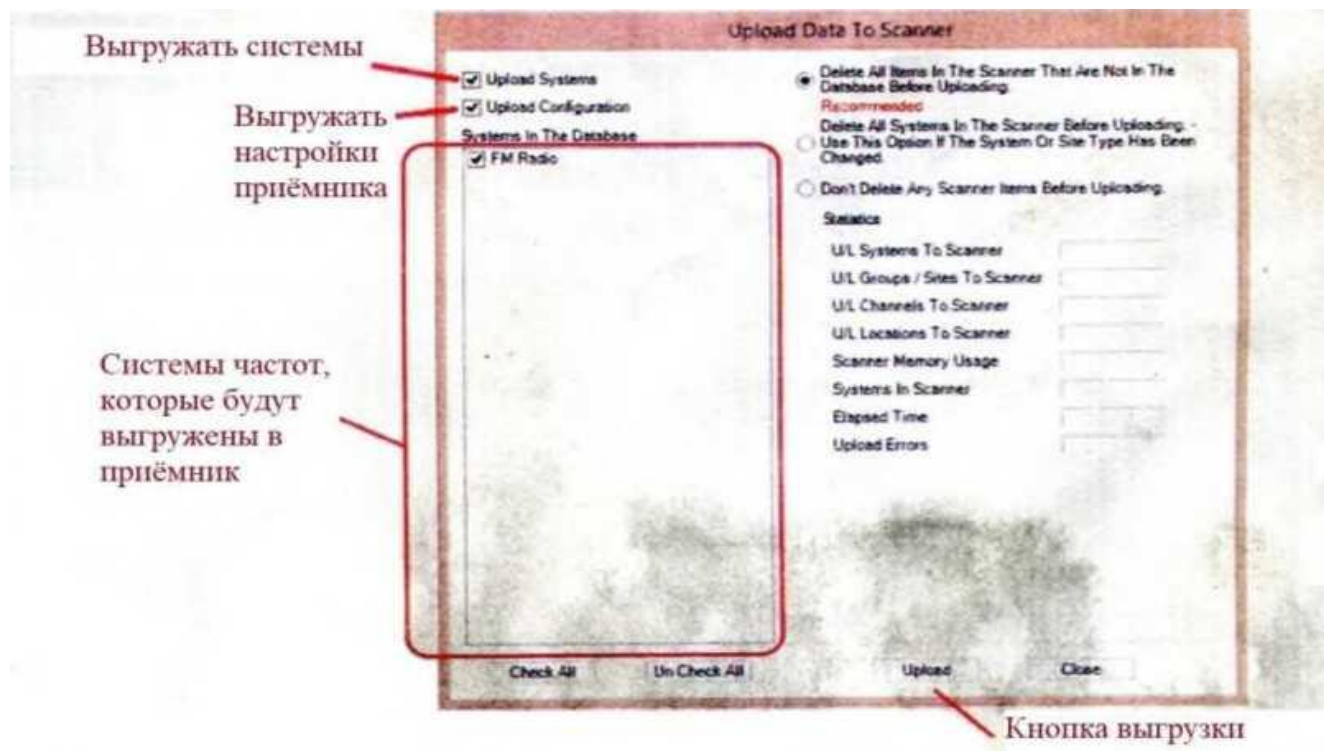 Upload Data To Scanner
Выгружать системы
Upload Systems
Выгружать
настройки
приёмника
Upload Configuration
Systems In The Database
FM Radio
Системы частот,
которые будут
выгружены в
приёмник
Delete All Items In The Scanner That Are Not In The
Database Before Uploading.
Recommended
Delete All Systems In The Scanner Before Uploading. -
Use This Option If The System Or Site Type Has Been
Changed.
Don't Delete Any Scanner Items Before Uploading.
Statistics
U/L Systems To Scanner
U/L Groups / Sites To Scanner
U/L Channels To Scanner
U/L Locations To Scanner
Scanner Memory Usage
Systems In Scanner
Elapsed Time
Upload Errors
Check All
Un Check All
Upload
Close
Кнопка выгрузки